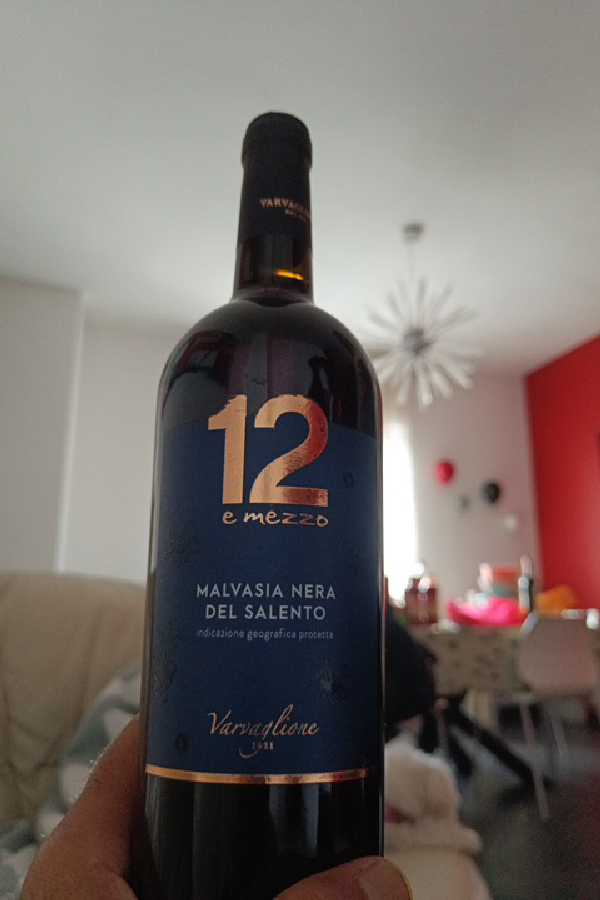 12
e mezzo
MALVASIA NERA
DEL SALENTO
indicazione geografica protetta
Varvaglione
1921